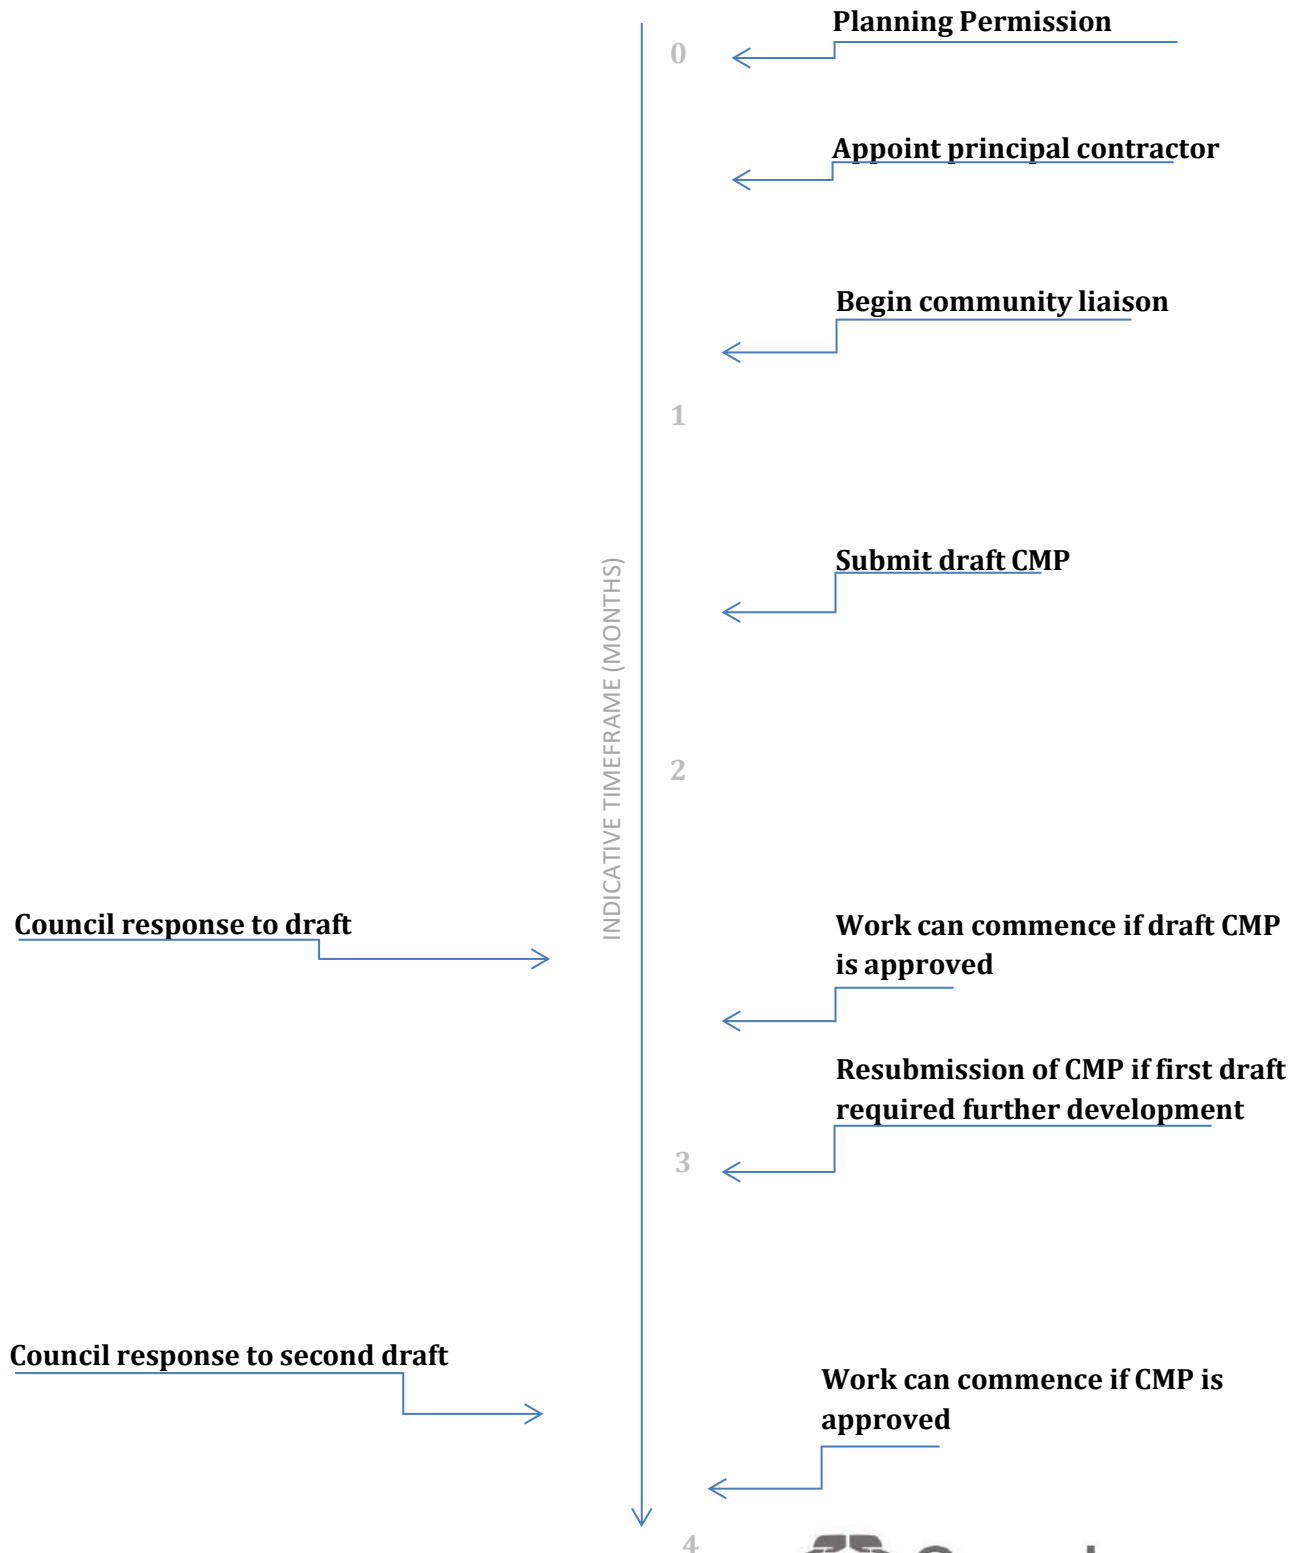 Planning Permission
0
Appoint principal contractor
Begin community liaison
1
Submit draft CMP
INDICATIVE TIMEFRAME (MONTHS)
2
Council response to draft
Work can commence if draft CMP
is approved
Resubmission of CMP if first draft
required further development
3
Council response to second draft
Work can commence if CMP is
approved
4